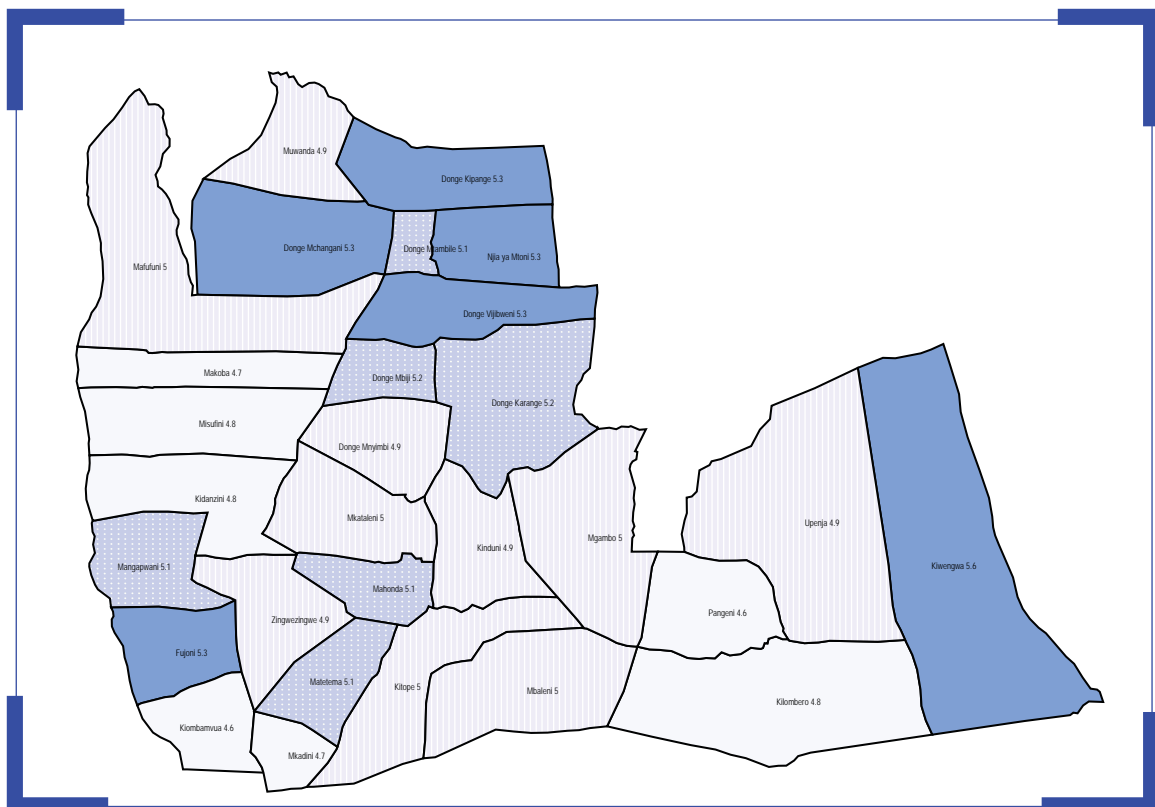 Muwanda 4.9
Donge Kipange 5.3
Donge Mchangani 5.3
Donge Mtambile 5.1
Njia ya Mtoni 5.3
Mafufuni 5
Donge Vijibweni 5.3
Makoba 4.7
Donge Mbiji 5.2
Donge Karange 5.2
Misufini 4.8
Donge Mnyimbi 4.9
Kidanzini 4.8
Mkataleni 5
Upenja 4.9
Mgambo 5
Kinduni 4.9
Mangapwani 5.1
Kiwengwa 5.6
Mahonda 5.1
Pangeni 4.6
Zingwezingwe 4.9
Fujoni 5.3
Matetema 5.1
Kitope 5
Mbaleni 5
Kilombero 4.8
Kiombamvua 4.6
Mkadini 4.7